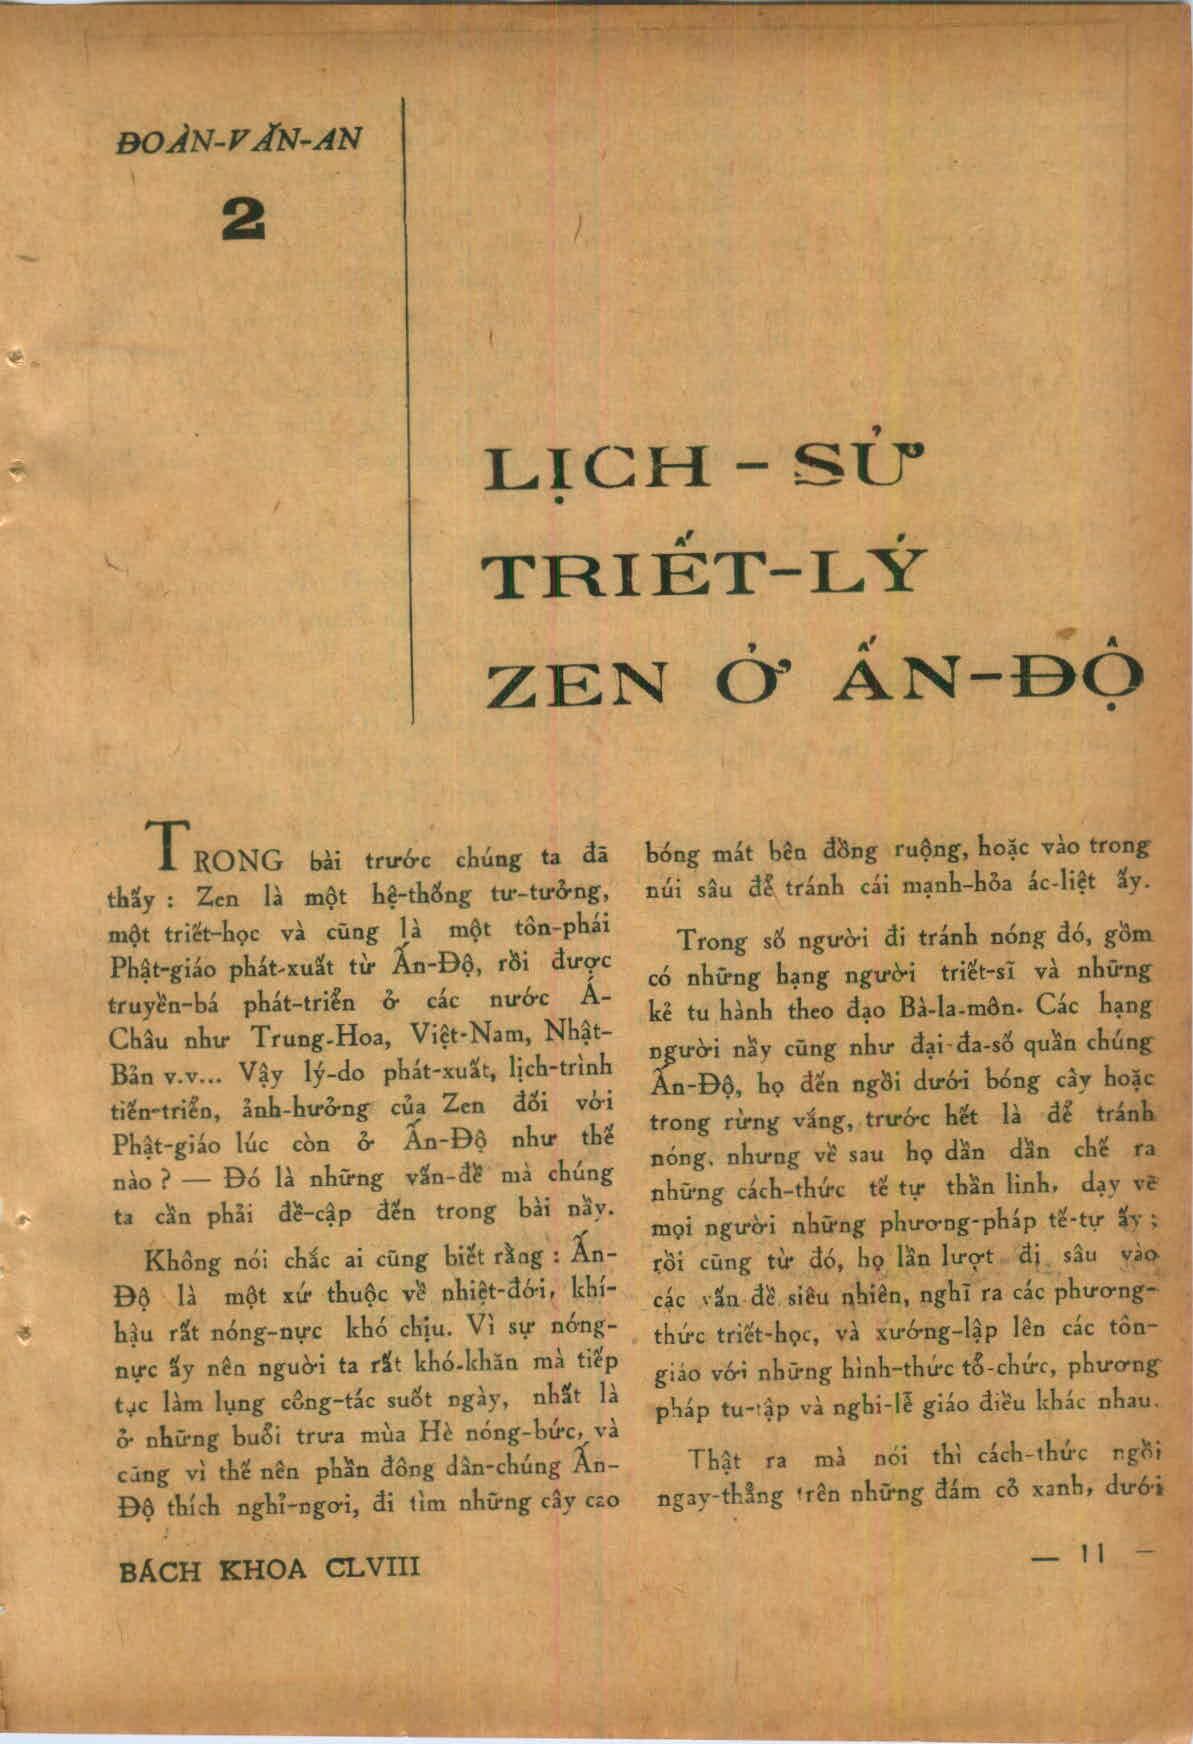 ĐOÀN-VĂN-AN
2
LỊCH-SỬ
TRIẾT-LÝ
ZEN Ở ẤN-ĐỘ
TRONG bài trước chúng ta đã
thấy : Zen là một hệ-thống tư-tưởng,
một triết-học và cũng là một tôn-phái
Phật-giáo phát-xuất từ Ấn-Độ, rồi được
truyền-bá phát-triển ở các nước Á-
Châu như Trung-Hoa, Việt-Nam, Nhật-
Bản v.v... Vậy lý-do phát-xuất, lịch-trình
tiến-triển, ảnh-hưởng của Zen đối với
Phật-giáo lúc còn ở Ấn-Độ như thế
nào ? — Đó là những vấn-đề mà chúng
ta cần phải đề-cập đến trong bài nầy.
Không nói chắc ai cũng biết rằng : Ấn-
Độ là một xứ thuộc về nhiệt-đới, khí-
hậu rất nóng-nực khó chịu. Vì sự nóng-
nực ấy nên người ta rất khó-khăn mà tiếp
tục làm lụng công-tác suốt ngày, nhất là
ở những buổi trưa mùa Hè nóng-bức, và
cũng vì thế nên phần đông dân-chúng Ấn-
Độ thích nghỉ-ngơi, đi tìm những cây cao
bóng mát bên đồng ruộng, hoặc vào trong
núi sâu để tránh cái mạnh-hỏa ác-liệt ấy.
Trong số người đi tránh nóng đó, gồm
có những hạng người triết-sĩ và những
kẻ tu hành theo đạo Bà-la-môn. Các hạng
người nầy cũng như đại-đa-số quần chúng
Ấn-Độ, họ đến ngồi dưới bóng cây hoặc
trong rừng vắng, trước hết là để tránh
nóng, nhưng về sau họ dần dần chế ra
những cách-thức tế tự thần linh, dạy về
mọi người những phương-pháp tế-tự ấy ;
rồi cũng từ đó, họ lần lượt đi sâu vào
các vấn đề siêu nhiên, nghĩ ra các phương-
thức triết-học, và xướng-lập lên các tôn-
giáo với những hình-thức tổ-chức, phương
pháp tu-tập và nghi-lễ giáo điều khác nhau.
Thật ra mà nói thì cách-thức ngồi
ngay-thẳng trên những đám cỏ xanh, dưới
BÁCH KHOA CLVIII
— 11 —